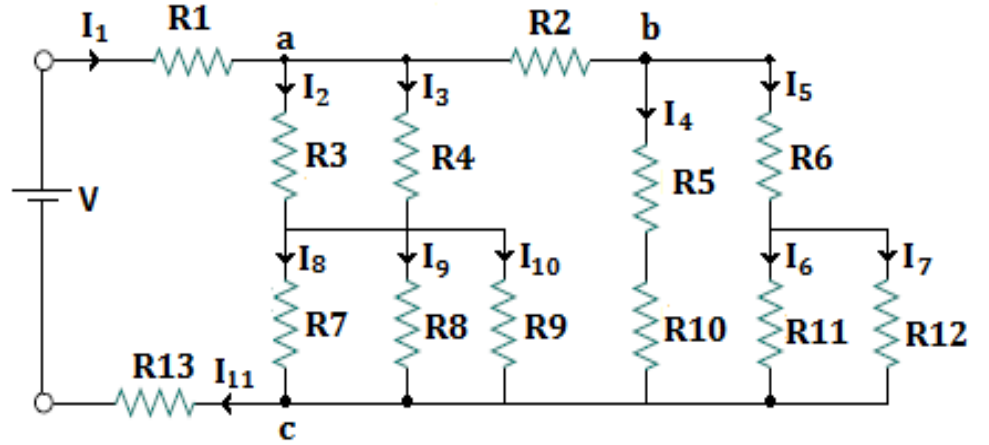 I₁ R1 a R2 b
I₂ I₃ I₄ I₅
R3 R4 R5 R6
V
I₈ I₉ I₁₀ I₆ I₇
R7 R8 R9 R10 R11 R12
R13 I₁₁
c